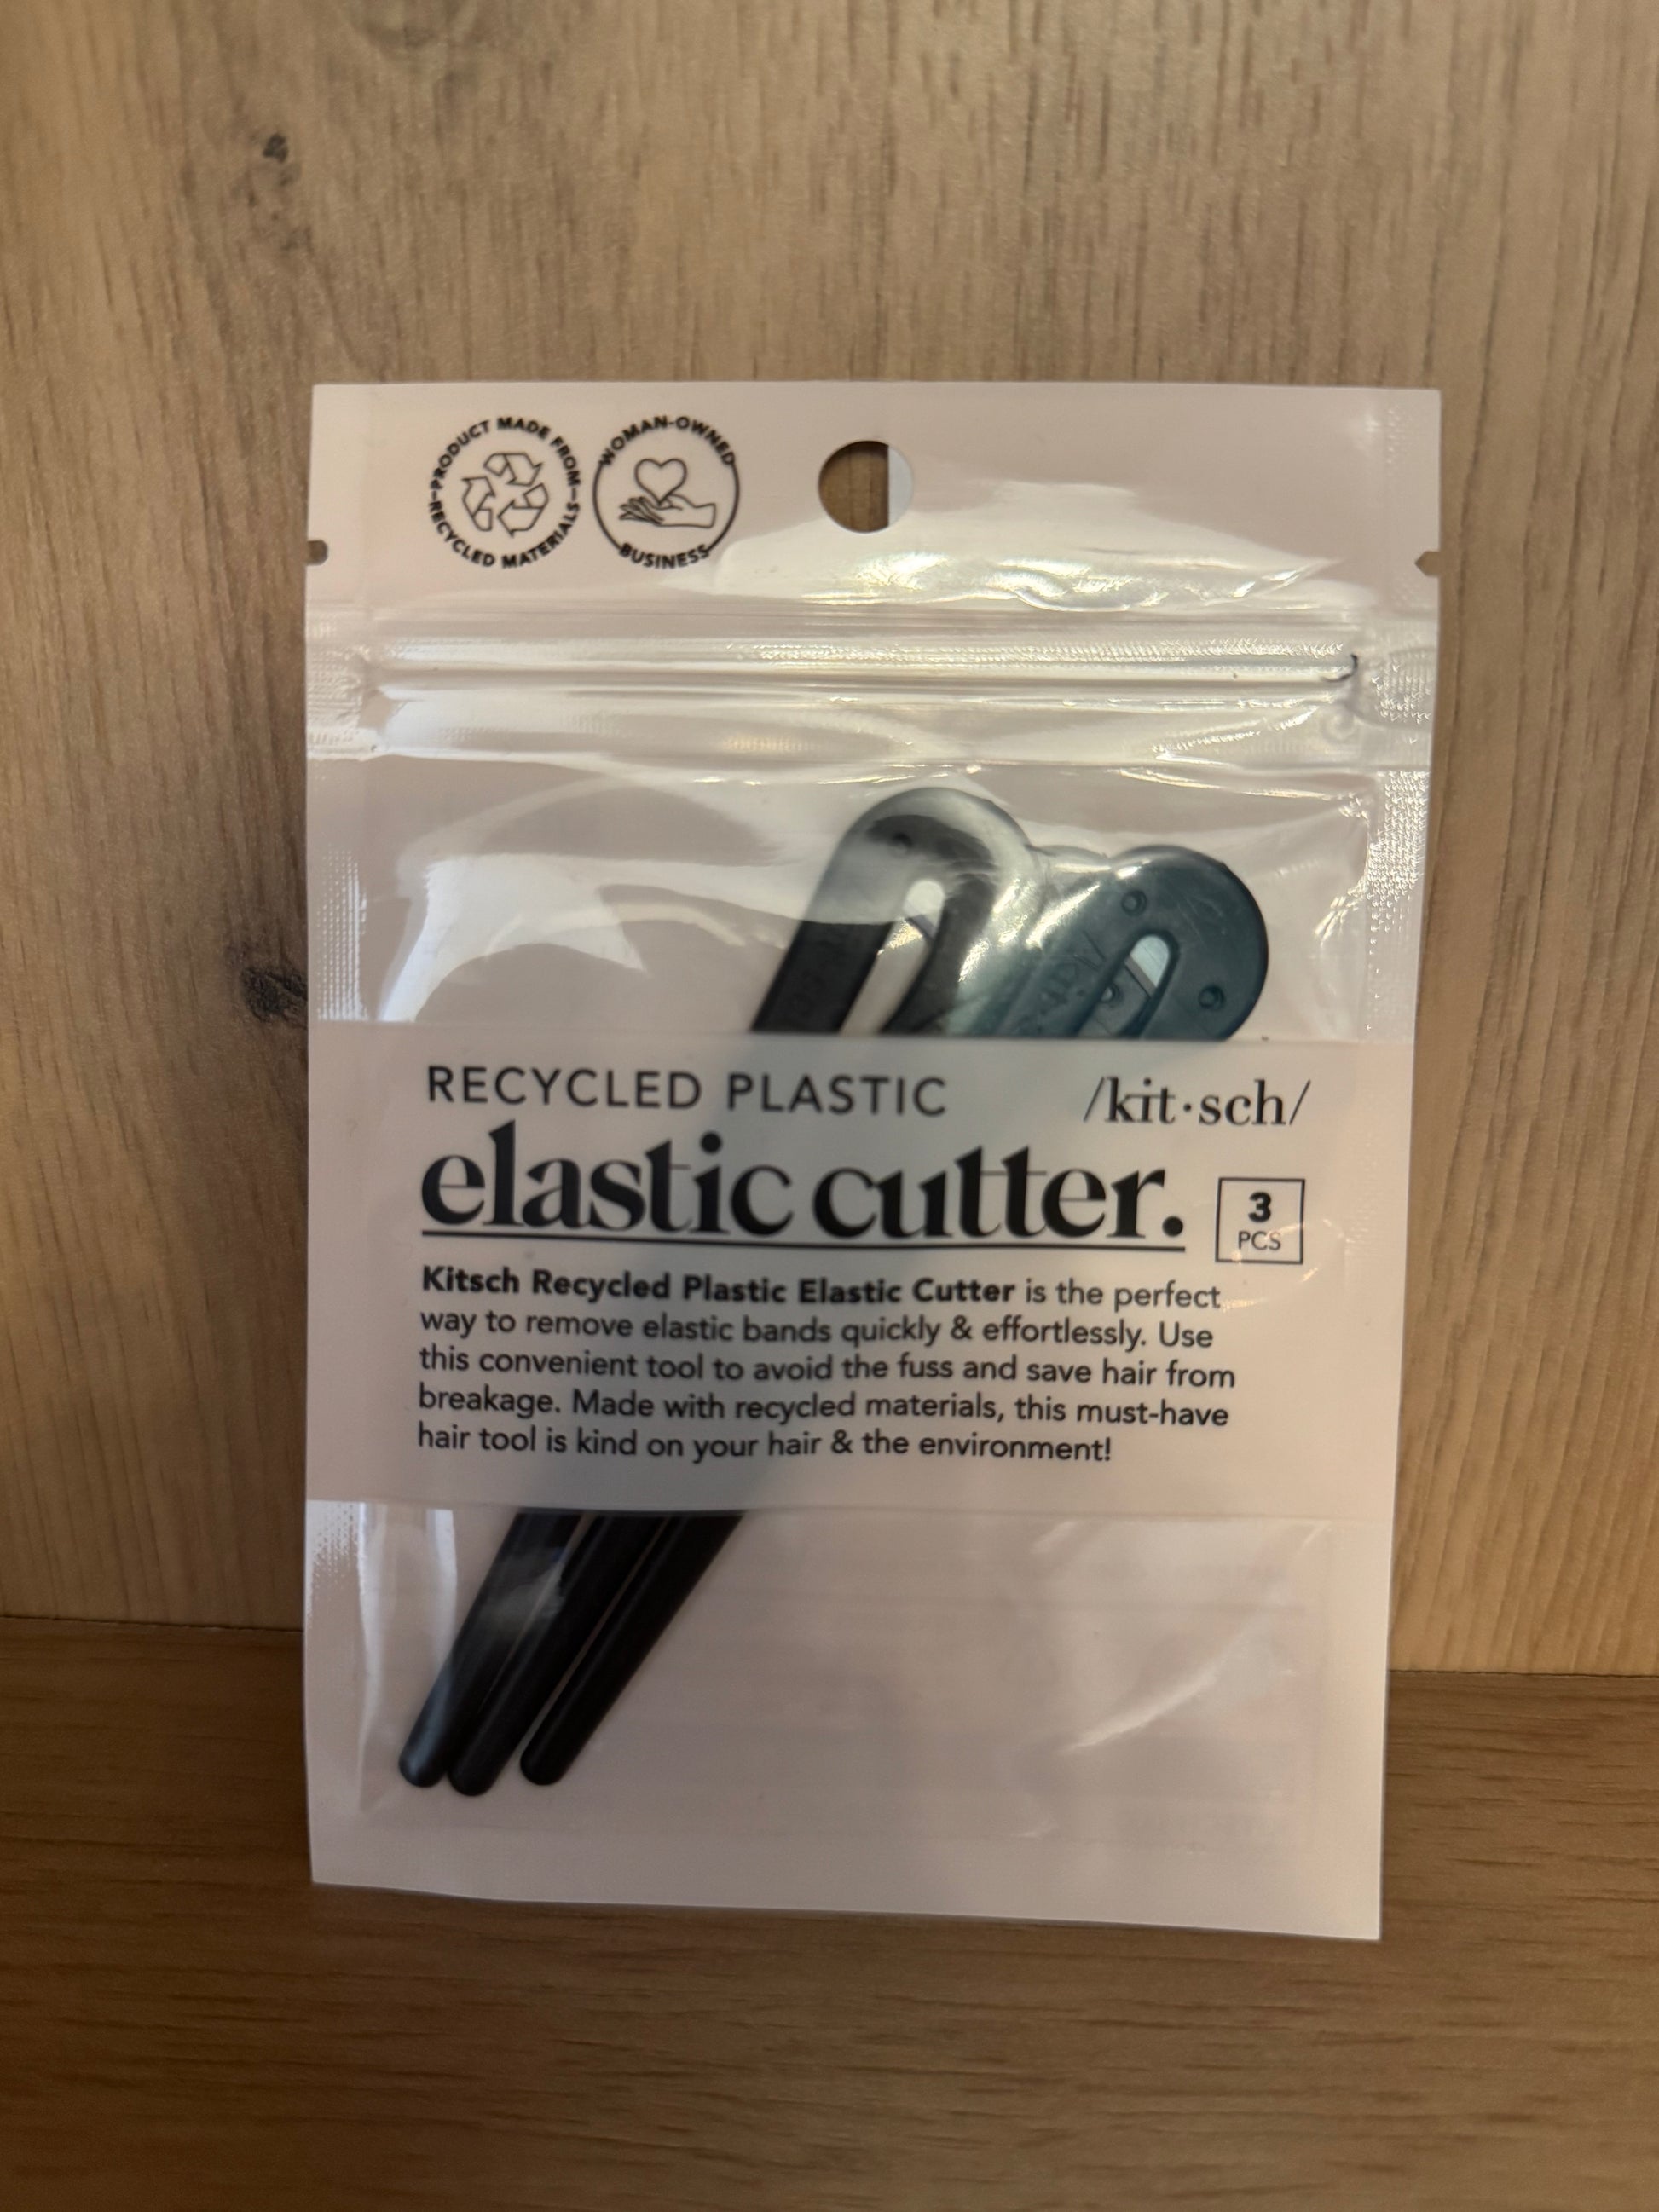 PRODUCT MADE FROM
RECYCLED MATERIALS
WOMAN-OWNED
BUSINESS
RECYCLED PLASTIC
/kit·sch/
elastic cutter.
3
PCS
Kitsch Recycled Plastic Elastic Cutter is the perfect
way to remove elastic bands quickly & effortlessly. Use
this convenient tool to avoid the fuss and save hair from
breakage. Made with recycled materials, this must-have
hair tool is kind on your hair & the environment!